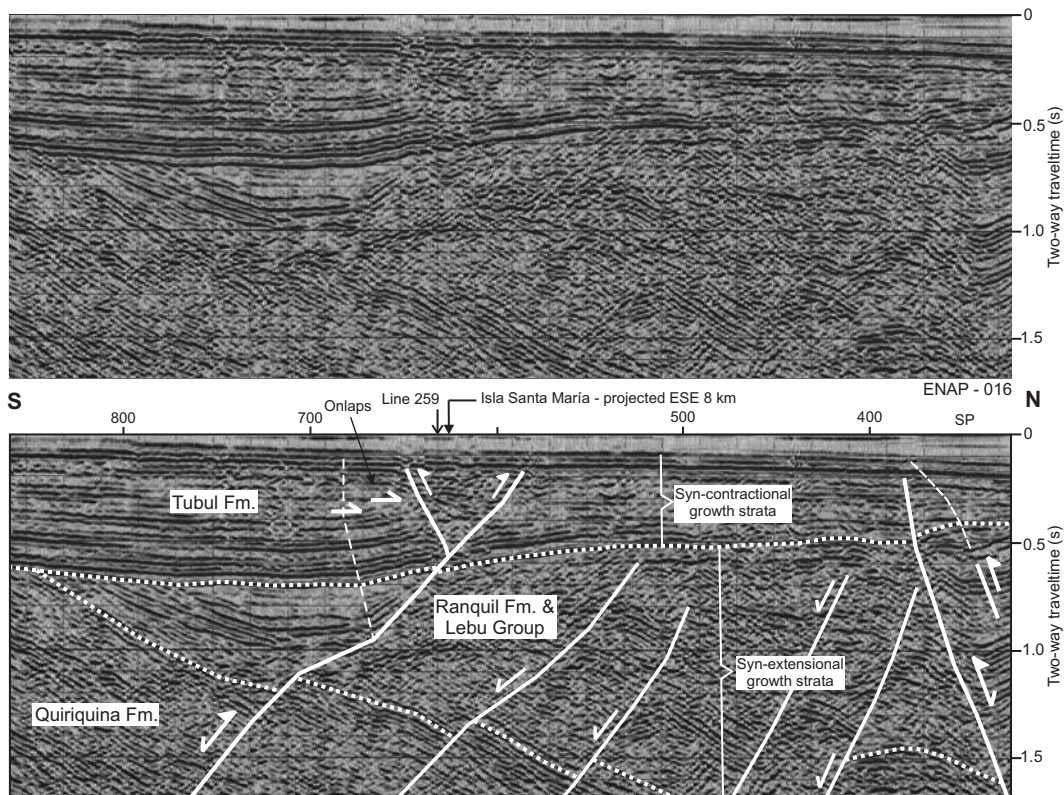 0
0.5
1.0
1.5
Two-way traveltime (s)
ENAP - 016
S
N
Line 259
Isla Santa María - projected ESE 8 km
Onlaps
800
700
500
400
SP
0
0.5
1.0
1.5
Two-way traveltime (s)
Tubul Fm.
Syn-contractional
growth strata
Ranquil Fm. &
Lebu Group
Syn-extensional
growth strata
Quiriquina Fm.